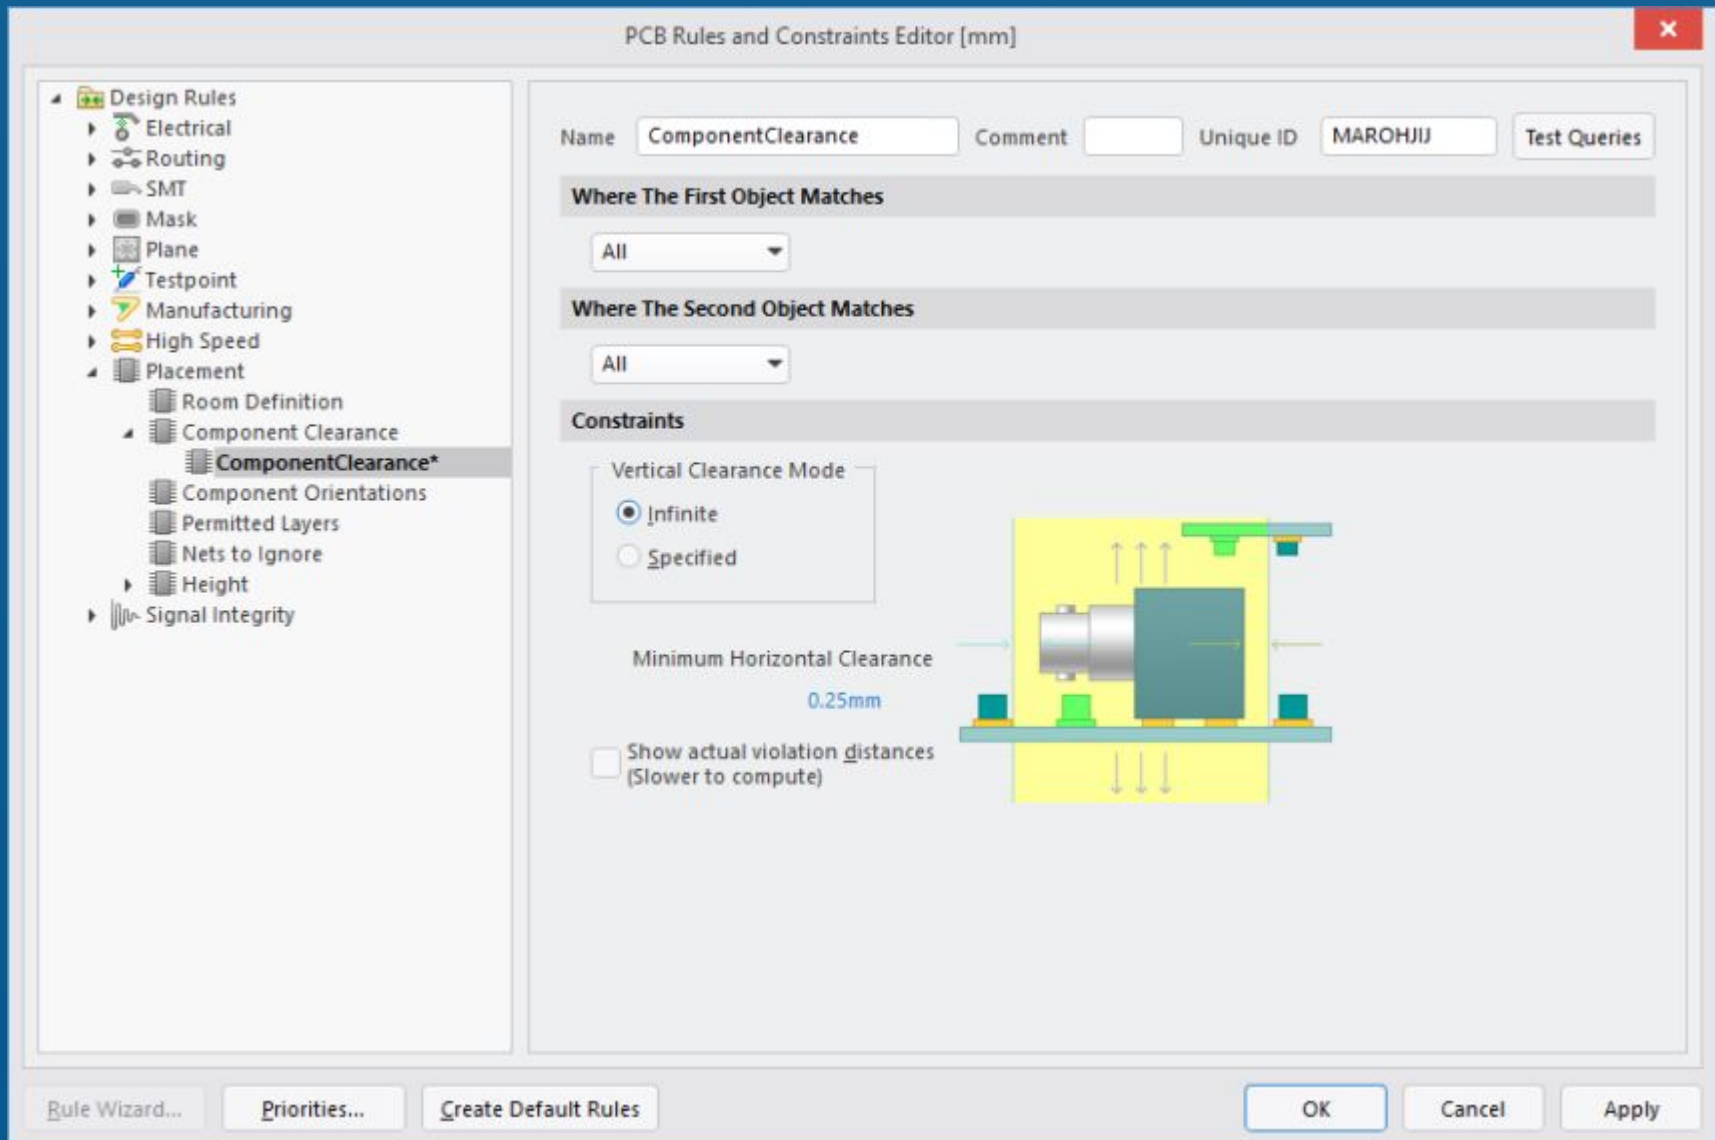 PCB Rules and Constraints Editor [mm]
Design Rules
Electrical
Routing
SMT
Mask
Plane
Testpoint
Manufacturing
High Speed
Placement
Room Definition
Component Clearance
ComponentClearance*
Component Orientations
Permitted Layers
Nets to Ignore
Height
Signal Integrity
Name ComponentClearance Comment Unique ID MAROHJIJ Test Queries
Where The First Object Matches
All
Where The Second Object Matches
All
Constraints
Vertical Clearance Mode
Infinite
Specified
Minimum Horizontal Clearance
0.25mm
Show actual violation distances
(Slower to compute)
Rule Wizard... Priorities... Create Default Rules OK Cancel Apply